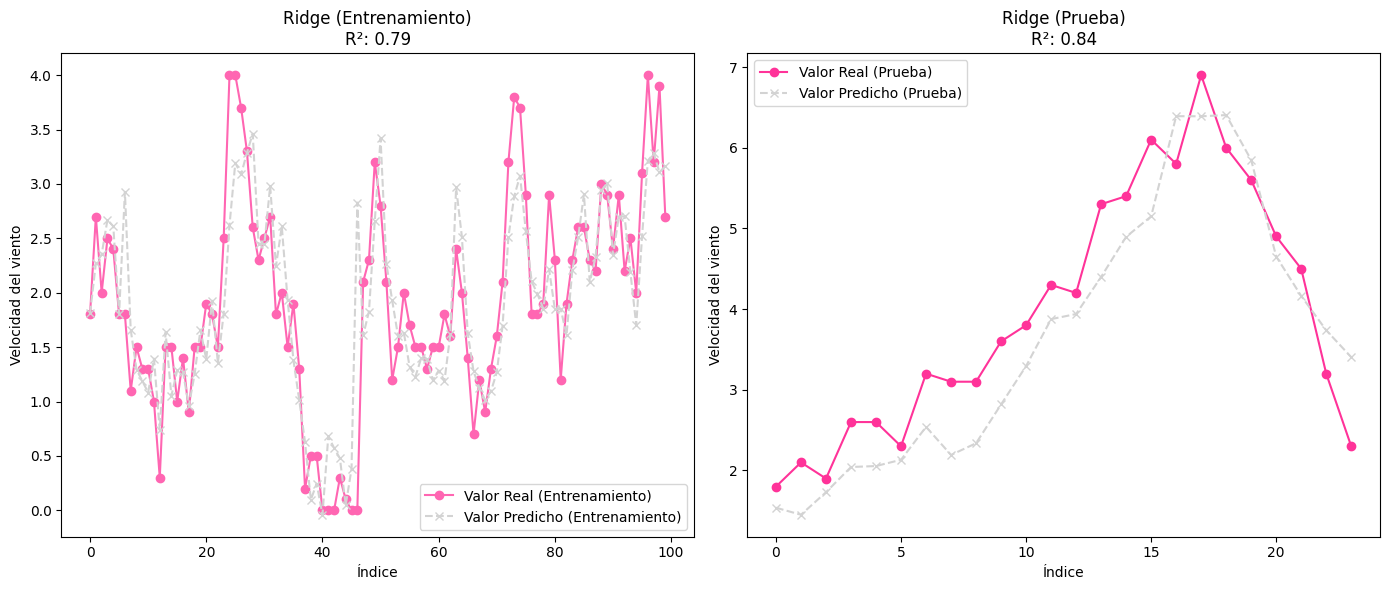 Ridge (Entrenamiento)
R²: 0.79
Velocidad del viento
4.0
3.5
3.0
2.5
2.0
1.5
1.0
0.5
0.0
Valor Real (Entrenamiento)
Valor Predicho (Entrenamiento)
0
20
40
60
80
100
Índice
Ridge (Prueba)
R²: 0.84
Velocidad del viento
7
6
5
4
3
2
Valor Real (Prueba)
Valor Predicho (Prueba)
0
5
10
15
20
Índice